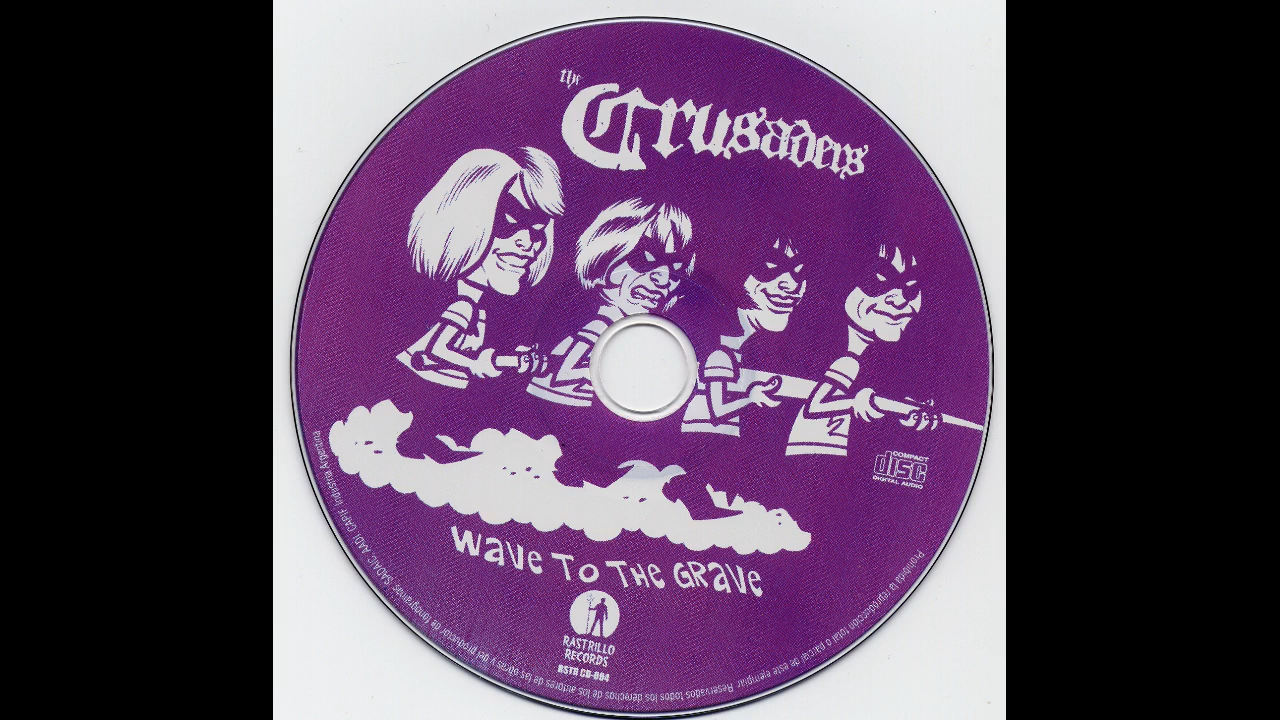 the
Crusaders
COMPACT
disc
DIGITAL AUDIO
WAVE TO THE GRAVE
RASTRILLO
RECORDS
RSTR CD-004
Prohibida la reproducción total o parcial de este ejemplar Reservados todos los derechos de los autores de las obras y del productor de fonogramas SADAIC AADI CAPIF Industria Argentina